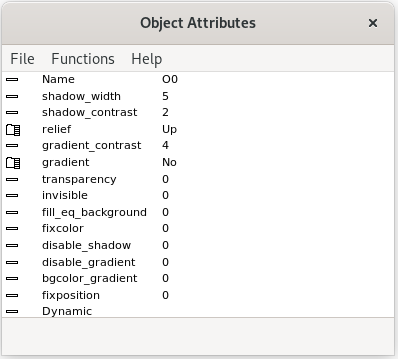 Object Attributes
File Functions Help
Name O0
shadow_width 5
shadow_contrast 2
relief Up
gradient_contrast 4
gradient No
transparency 0
invisible 0
fill_eq_background 0
fixcolor 0
disable_shadow 0
disable_gradient 0
bgcolor_gradient 0
fixposition 0
Dynamic